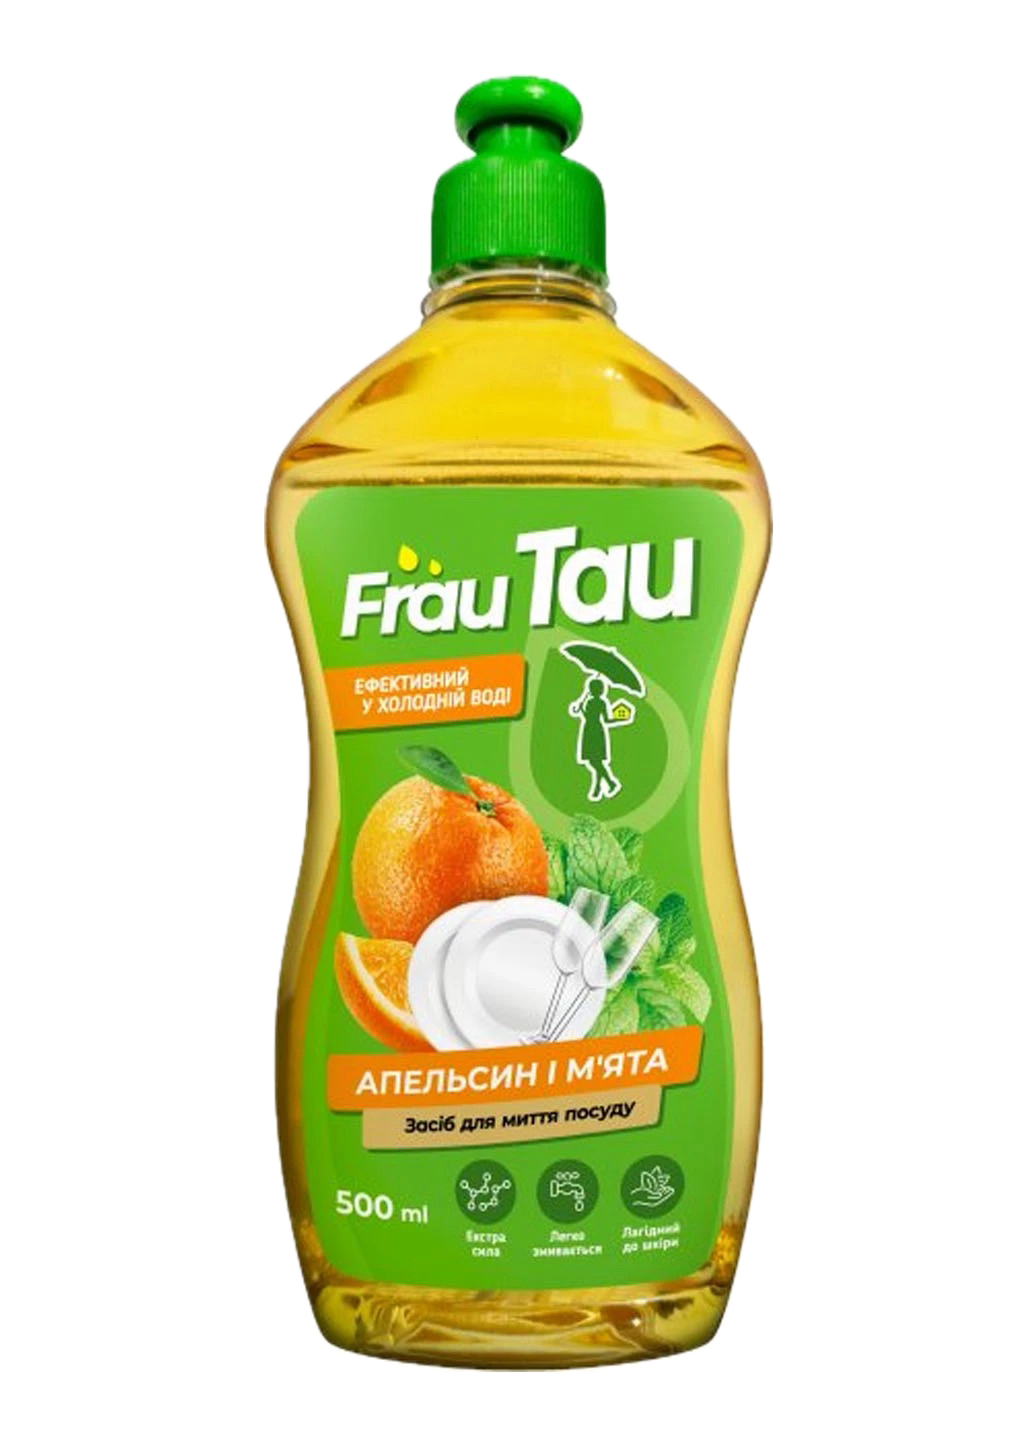 Fräu Tau
ЕФЕКТИВНИЙ
У ХОЛОДНІЙ ВОДІ
АПЕЛЬСИН І М'ЯТА
Засіб для миття посуду
500 ml
Екстра
сила
Легко
змивається
Лагідний
до шкіри